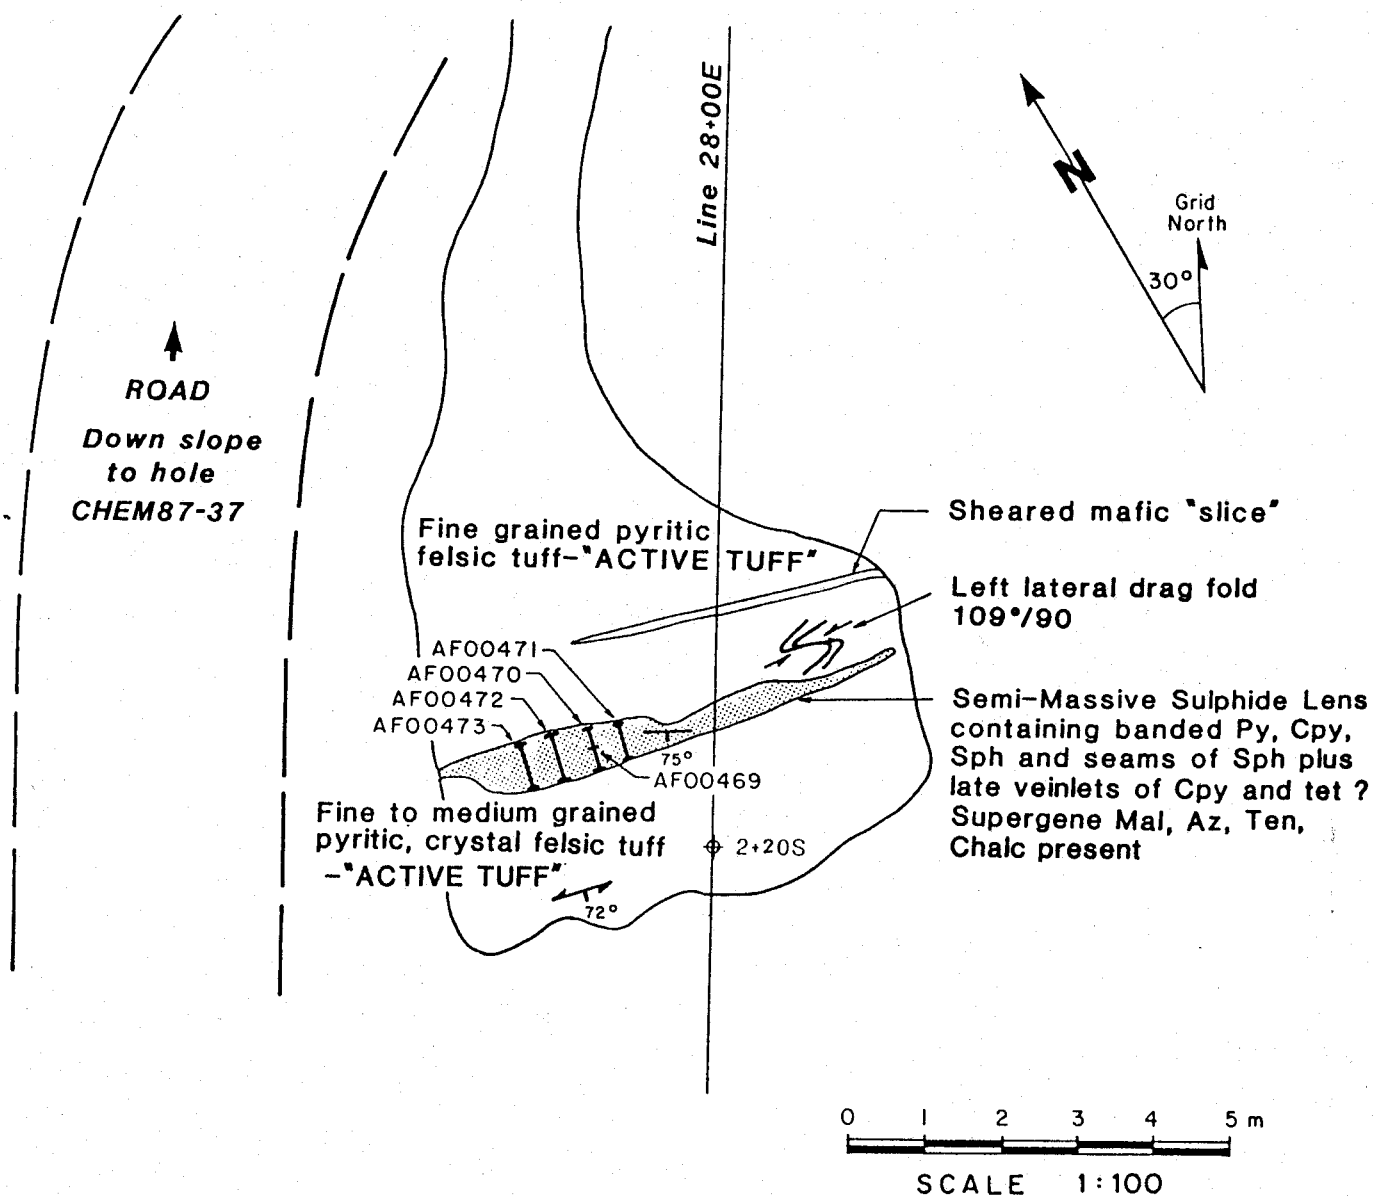 Line 28+00E
N
Grid
North
30°
ROAD
Down slope
to hole
CHEM87-37
Fine grained pyritic
felsic tuff-"ACTIVE TUFF"
Sheared mafic "slice"
Left lateral drag fold
109°/90
AF00471
AF00470
AF00472
AF00473
75°
AF00469
Semi-Massive Sulphide Lens
containing banded Py, Cpy,
Sph and seams of Sph plus
late veinlets of Cpy and tet ?
Supergene Mal, Az, Ten,
Chalc present
Fine to medium grained
pyritic, crystal felsic tuff
-"ACTIVE TUFF"
2+20S
72°
0 1 2 3 4 5 m
SCALE 1:100